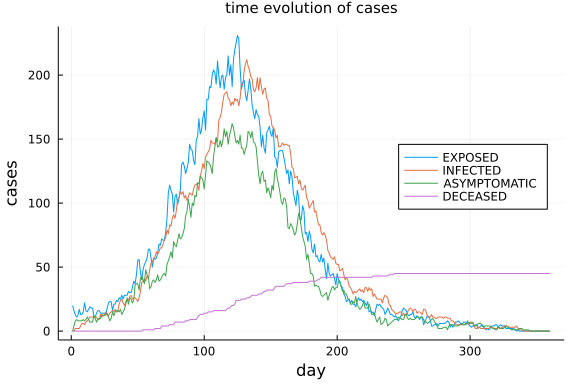 time evolution of cases
cases
200
150
100
50
0
EXPOSED
INFECTED
ASYMPTOMATIC
DECEASED
0
100
200
300
day